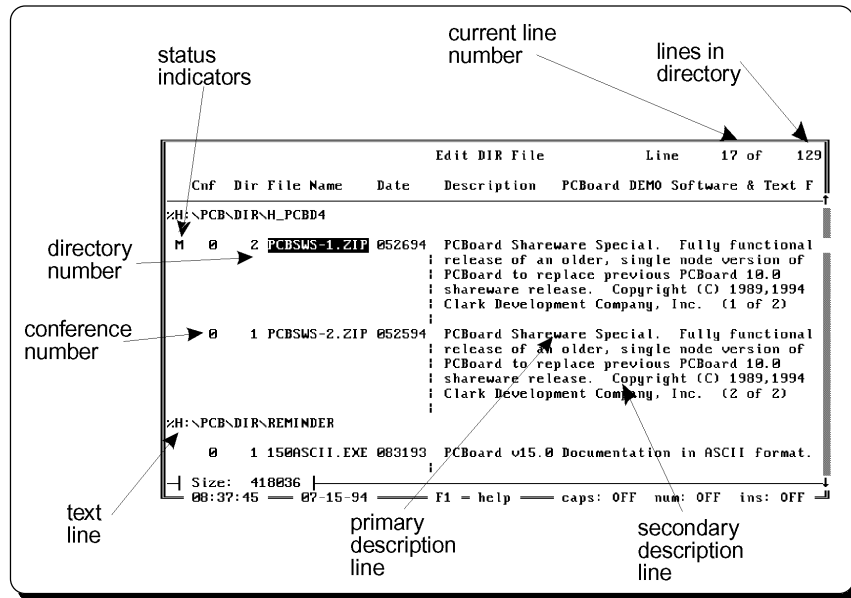 current line
number
lines in
directory
status
indicators
Edit DIR File Line 17 of 129
Cnf Dir File Name Date Description PCBoard DEMO Software & Text F
%H:\PCB\DIR\H_PCBD4
M 0 2 PCBSWS-1.ZIP 052694 PCBoard Shareware Special. Fully functional
release of an older, single node version of
PCBoard to replace previous PCBoard 10.0
shareware release. Copyright (C) 1989,1994
Clark Development Company, Inc. (1 of 2)
directory
number
conference
number
0 1 PCBSWS-2.ZIP 052594 PCBoard Shareware Special. Fully functional
release of an older, single node version of
PCBoard to replace previous PCBoard 10.0
shareware release. Copyright (C) 1989,1994
Clark Development Company, Inc. (2 of 2)
%H:\PCB\DIR\REMINDER
0 1 150ASCII.EXE 083193 PCBoard v15.0 Documentation in ASCII format.
Size: 418036
08:37:45 07-15-94 F1 = help caps: OFF num: OFF ins: OFF
text
line
primary
description
line
secondary
description
line